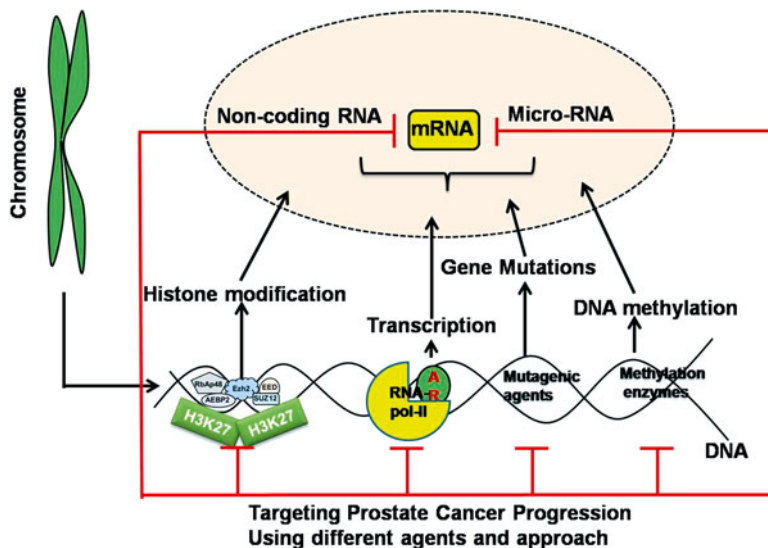 Chromosome
Non-coding RNA
mRNA
Micro-RNA
Histone modification
Transcription
Gene Mutations
DNA methylation
RbAp48
Ezh2
EED
AEBP2
SUZ12
H3K27
H3K27
RNA-
pol-II
A
R
Mutagenic
agents
Methylation
enzymes
DNA
Targeting Prostate Cancer Progression
Using different agents and approach